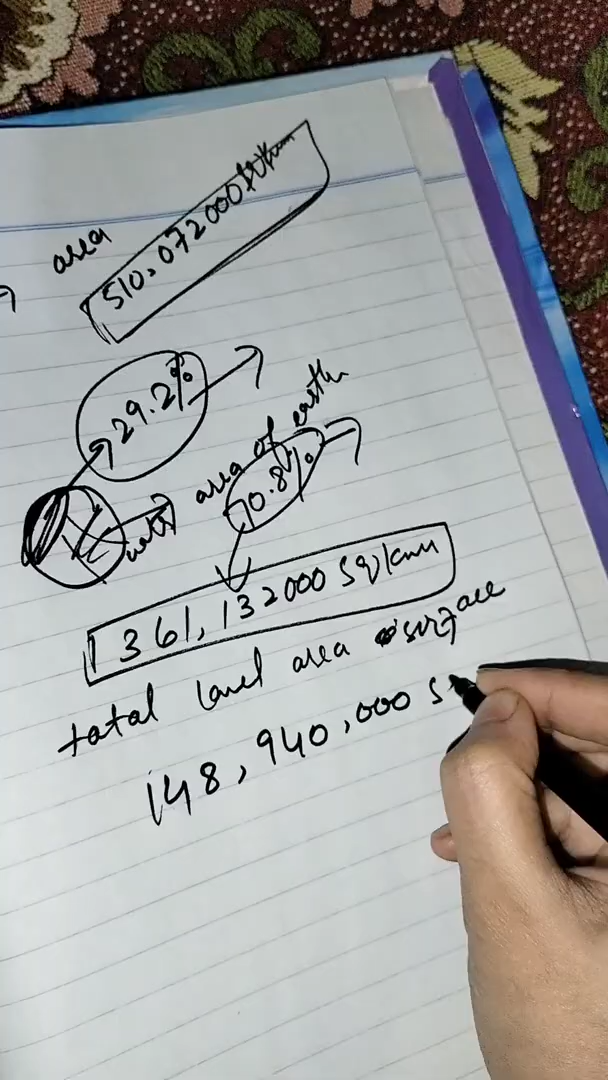 area
510,072000
29.2%
area of earth
70.8%
361,132000 Sq/km
total land area surface
148,940,000 s